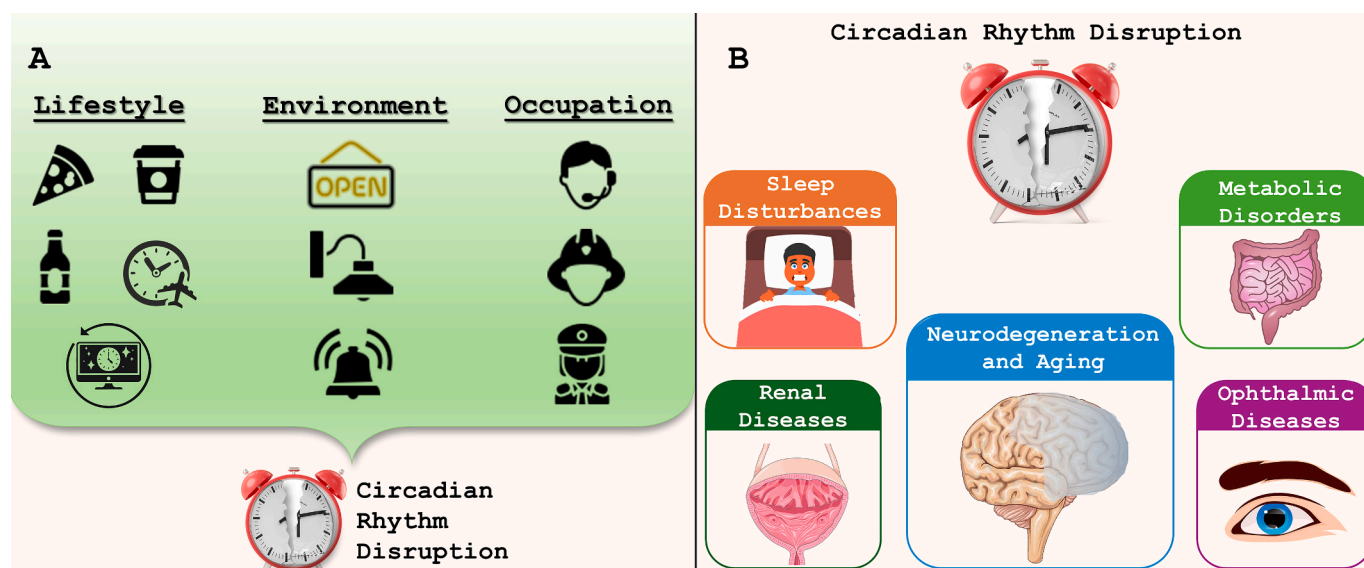 A
Lifestyle
Environment
Occupation
OPEN
Circadian
Rhythm
Disruption
B
Circadian Rhythm Disruption
Sleep
Disturbances
Metabolic
Disorders
Neurodegeneration
and Aging
Renal
Diseases
Ophthalmic
Diseases